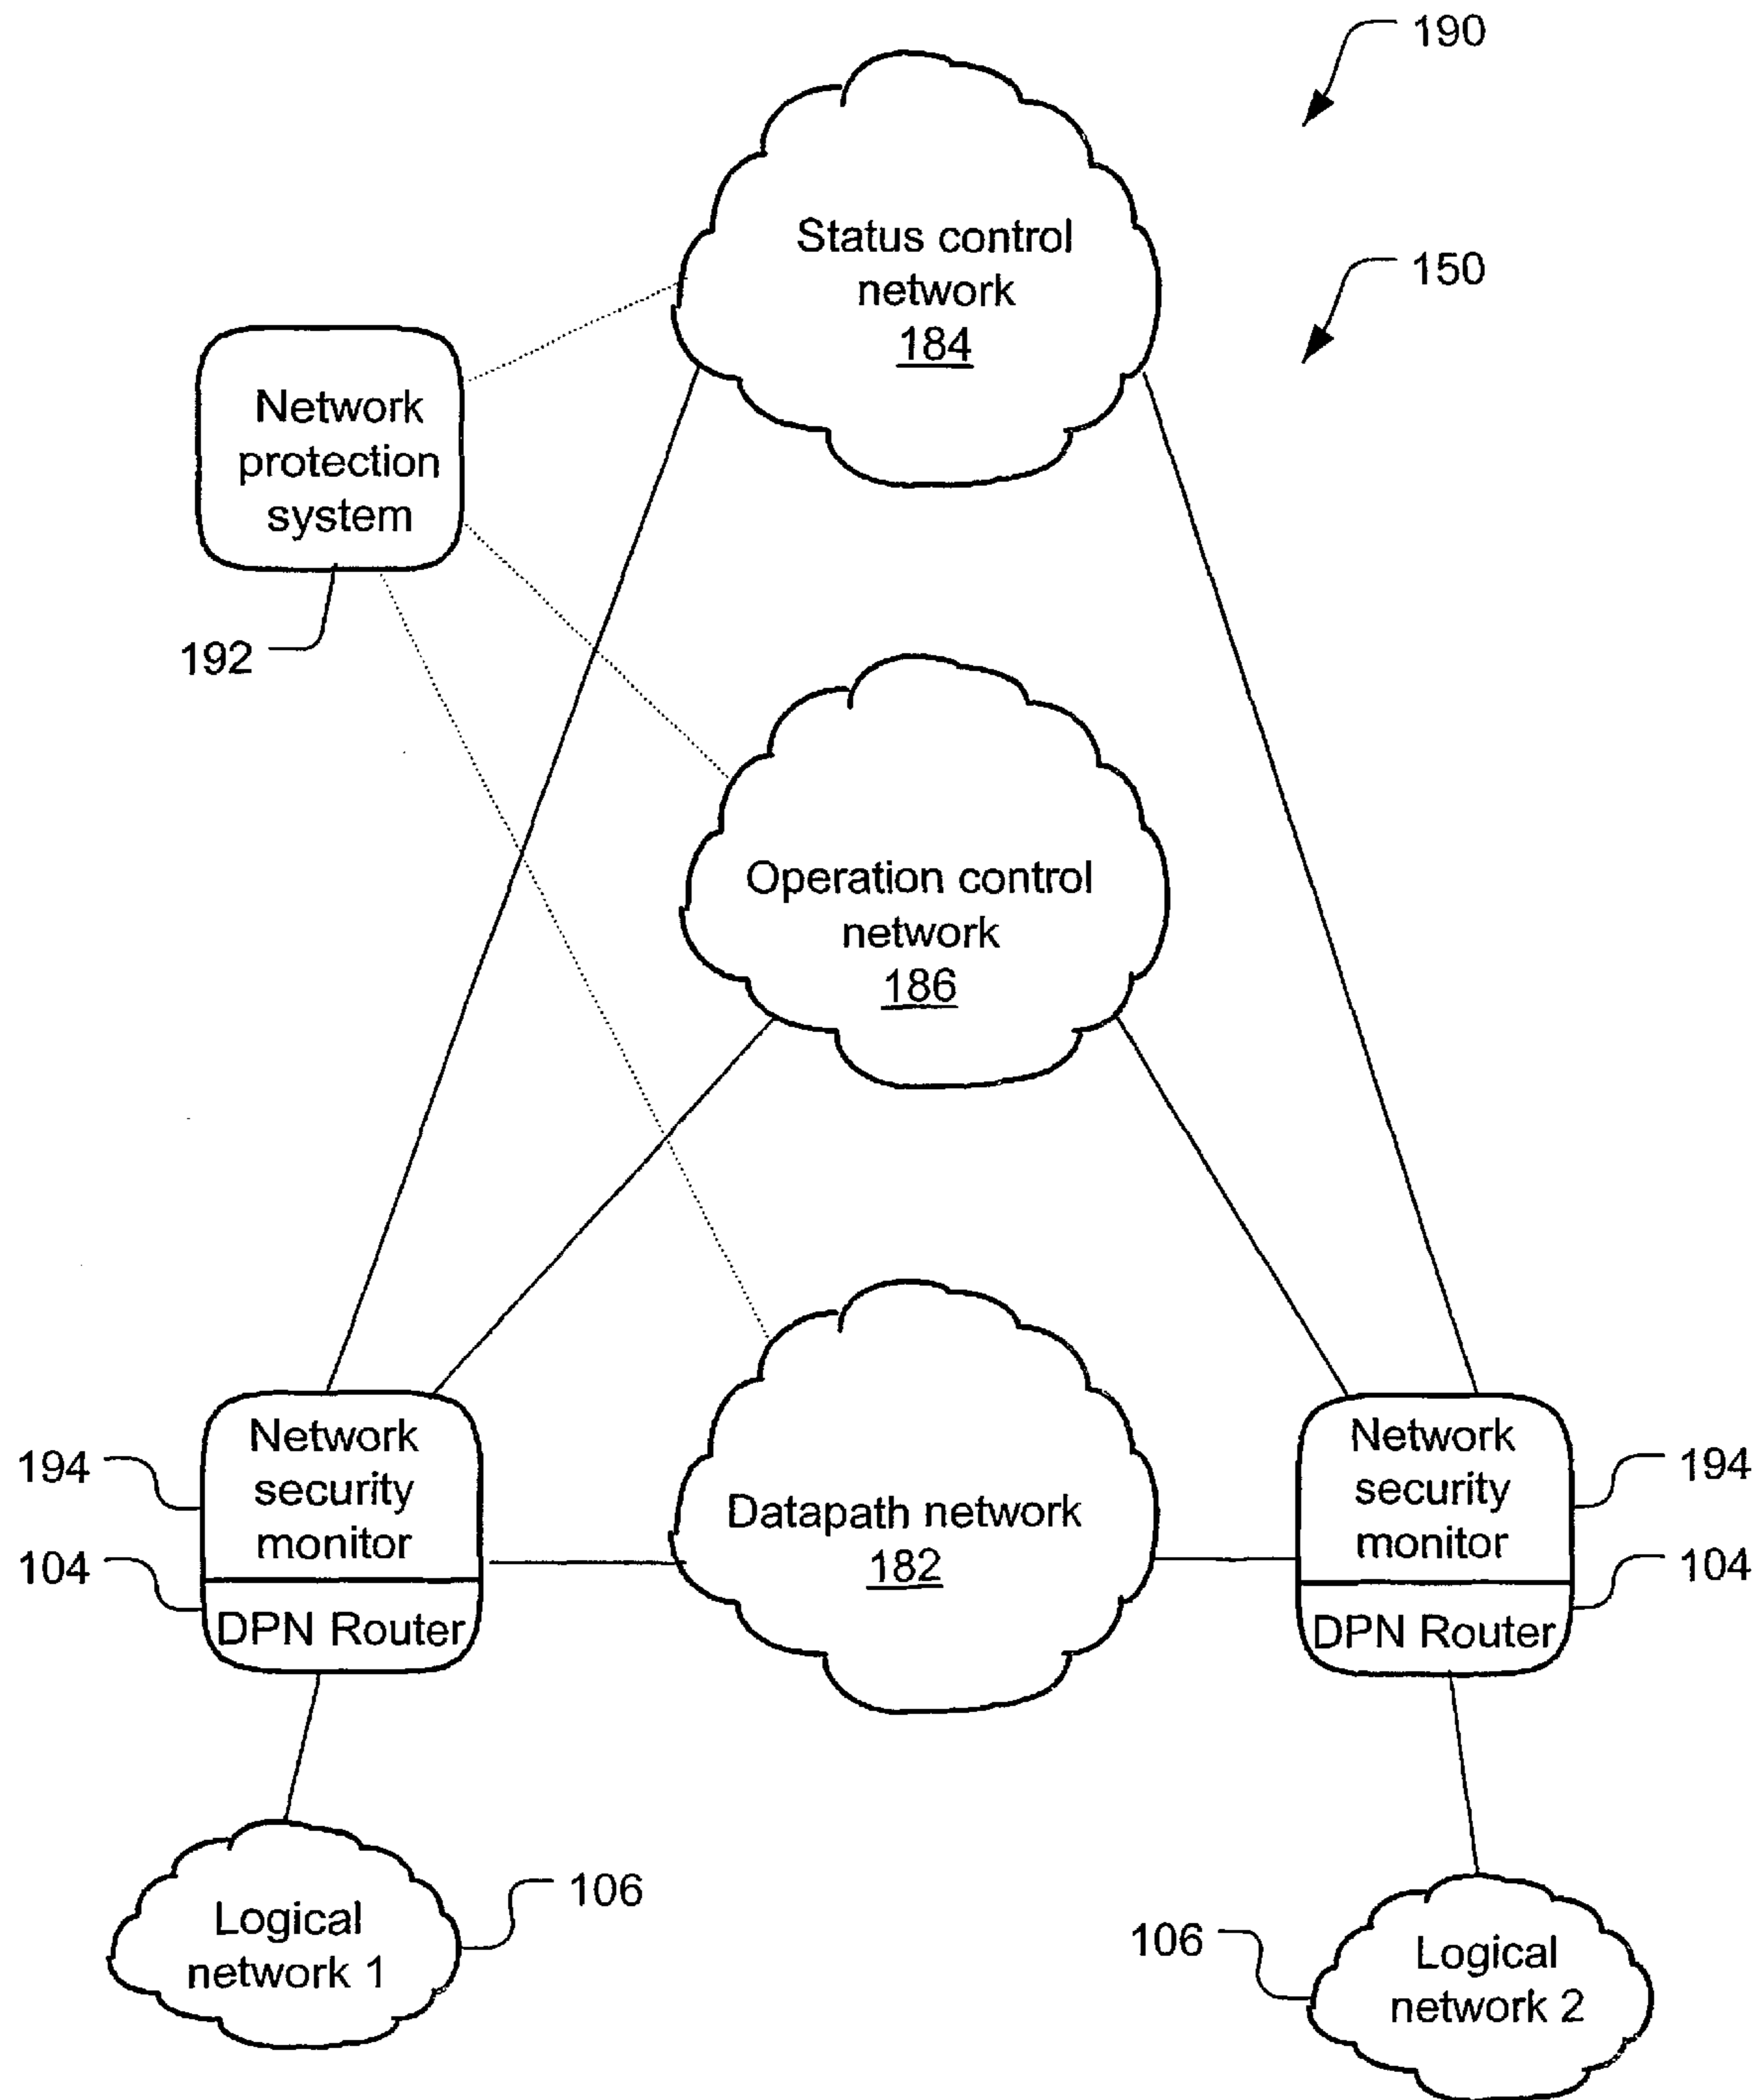 190
Status control
network
184
150
Network
protection
system
192
Operation control
network
186
Network
security
monitor
194
104
DPN Router
Datapath network
182
Network
security
monitor
194
104
DPN Router
Logical
network 1
106
106
Logical
network 2